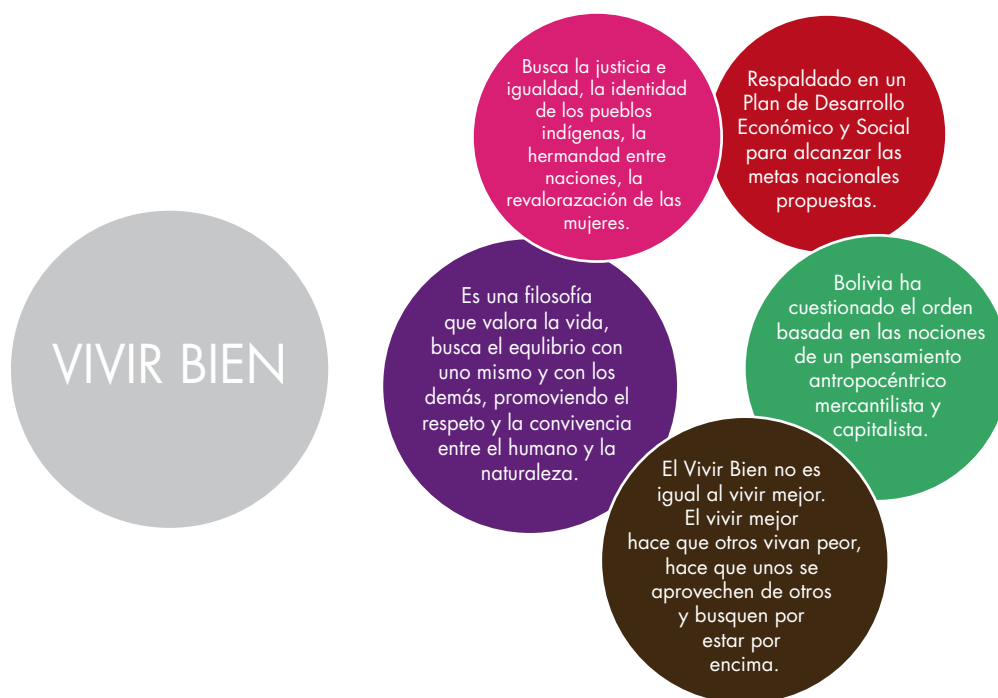 VIVIR BIEN
Busca la justicia e
igualdad, la identidad
de los pueblos
indígenas, la
hermandad entre
naciones, la
revalorazación de las
mujeres.
Respaldado en un
Plan de Desarrollo
Económico y Social
para alcanzar las
metas nacionales
propuestas.
Es una filosofía
que valora la vida,
busca el equlibrio con
uno mismo y con los
demás, promoviendo el
respeto y la convivencia
entre el humano y la
naturaleza.
Bolivia ha
cuestionado el orden
basada en las nociones
de un pensamiento
antropocéntrico
mercantilista y
capitalista.
El Vivir Bien no es
igual al vivir mejor.
El vivir mejor
hace que otros vivan peor,
hace que unos se
aprovechen de otros
y busquen por
estar por
encima.